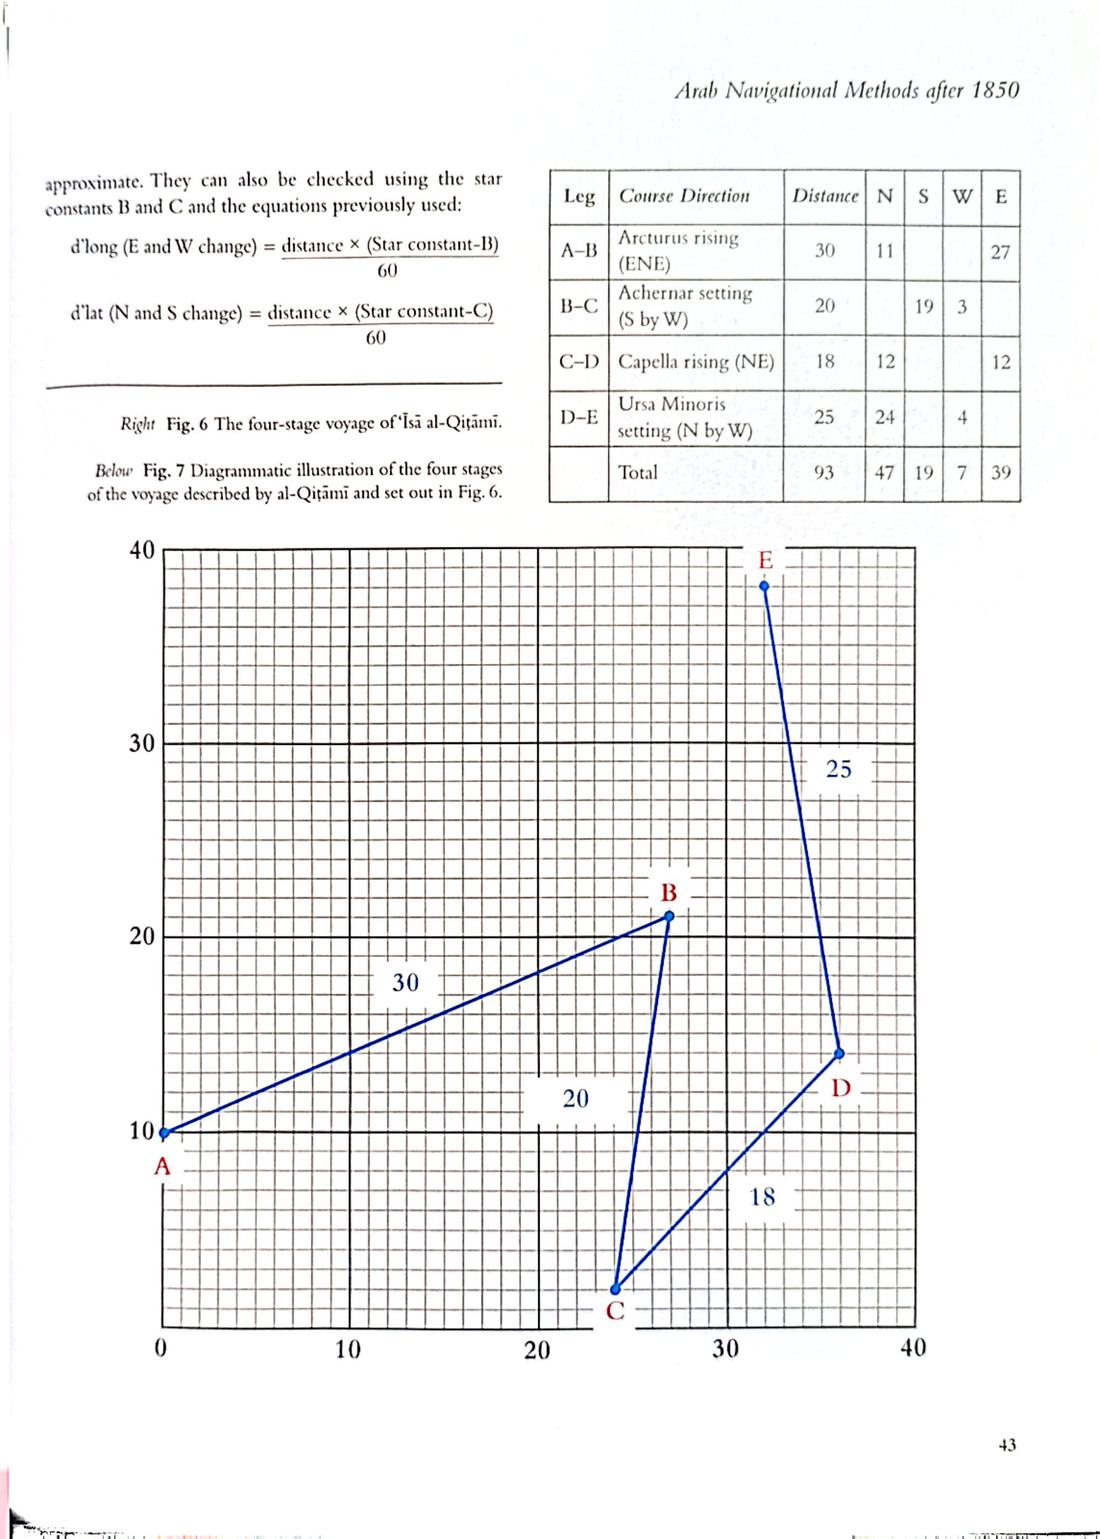 Arab Navigational Methods after 1850
approximate. They can also be checked using the star
constants B and C and the equations previously used:
d'long (E and W change) = distance × (Star constant-B)
60
d'lat (N and S change) = distance × (Star constant-C)
60
Right Fig. 6 The four-stage voyage of ʿĪsā al-Qiṭāmī.
Below Fig. 7 Diagrammatic illustration of the four stages
of the voyage described by al-Qiṭāmī and set out in Fig. 6.
Leg Course Direction Distance N S W E
A–B Arcturus rising (ENE) 30 11 27
B–C Achernar setting (S by W) 20 19 3
C–D Capella rising (NE) 18 12 12
D–E Ursa Minoris setting (N by W) 25 24 4
Total 93 47 19 7 39
40
E
30
25
B
20
30
20
D
10
A
18
C
0 10 20 30 40
43